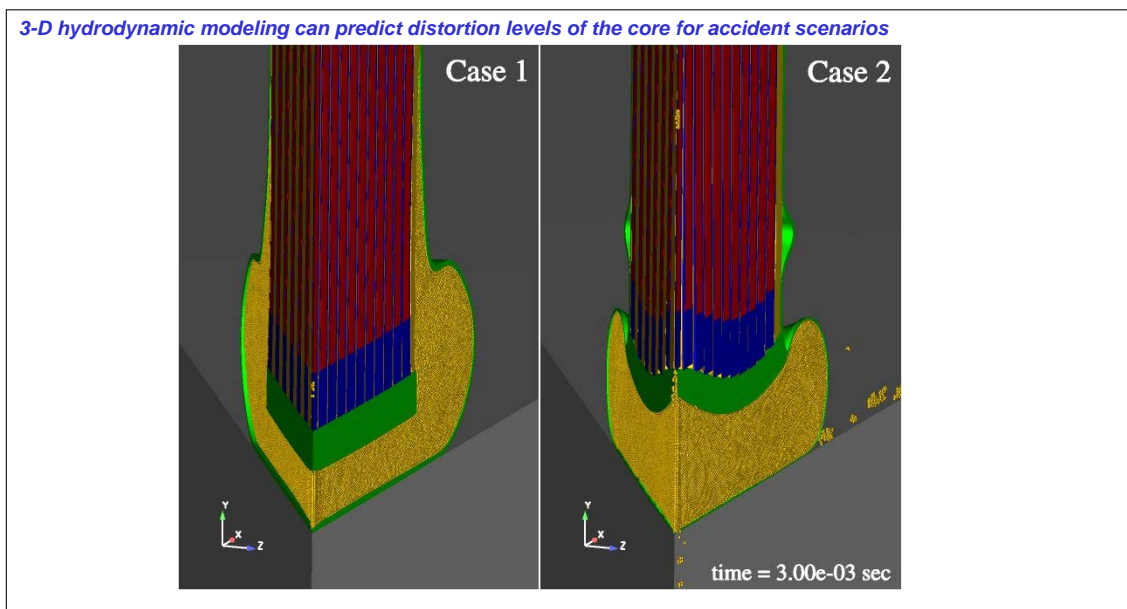 3-D hydrodynamic modeling can predict distortion levels of the core for accident scenarios
Case 1
Case 2
Y
X
Z
Y
X
Z
time = 3.00e-03 sec